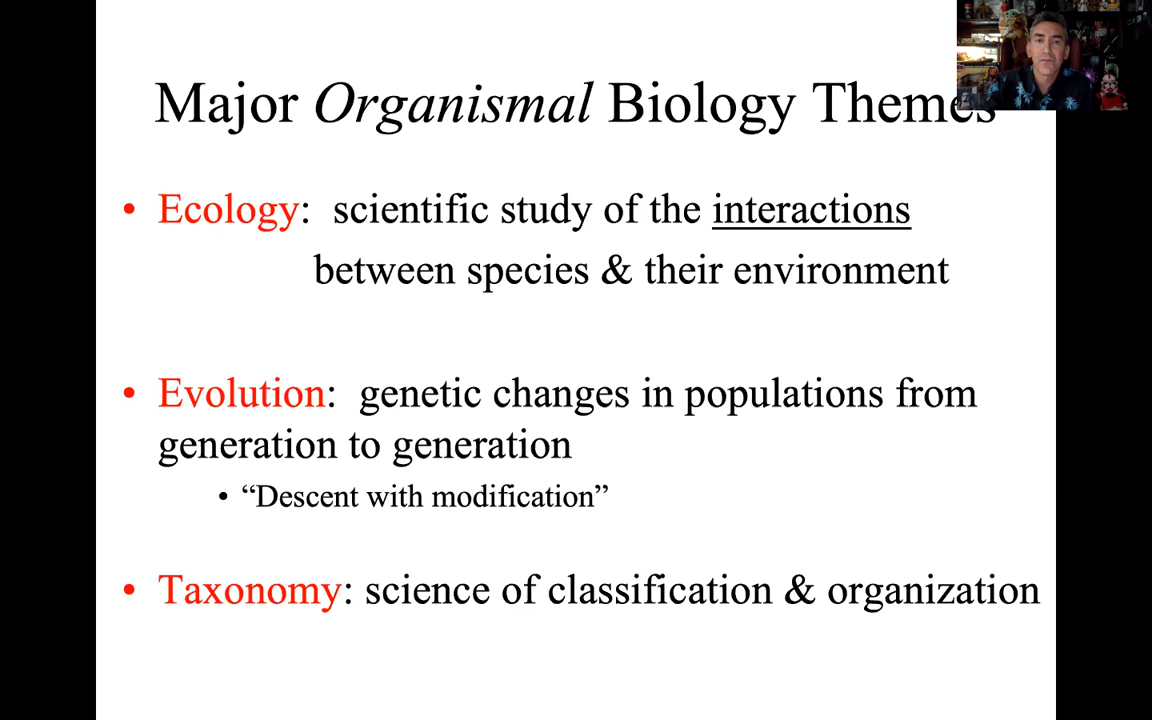 Major Organismal Biology Themes
• Ecology: scientific study of the interactions
between species & their environment
• Evolution: genetic changes in populations from
generation to generation
• “Descent with modification”
• Taxonomy: science of classification & organization